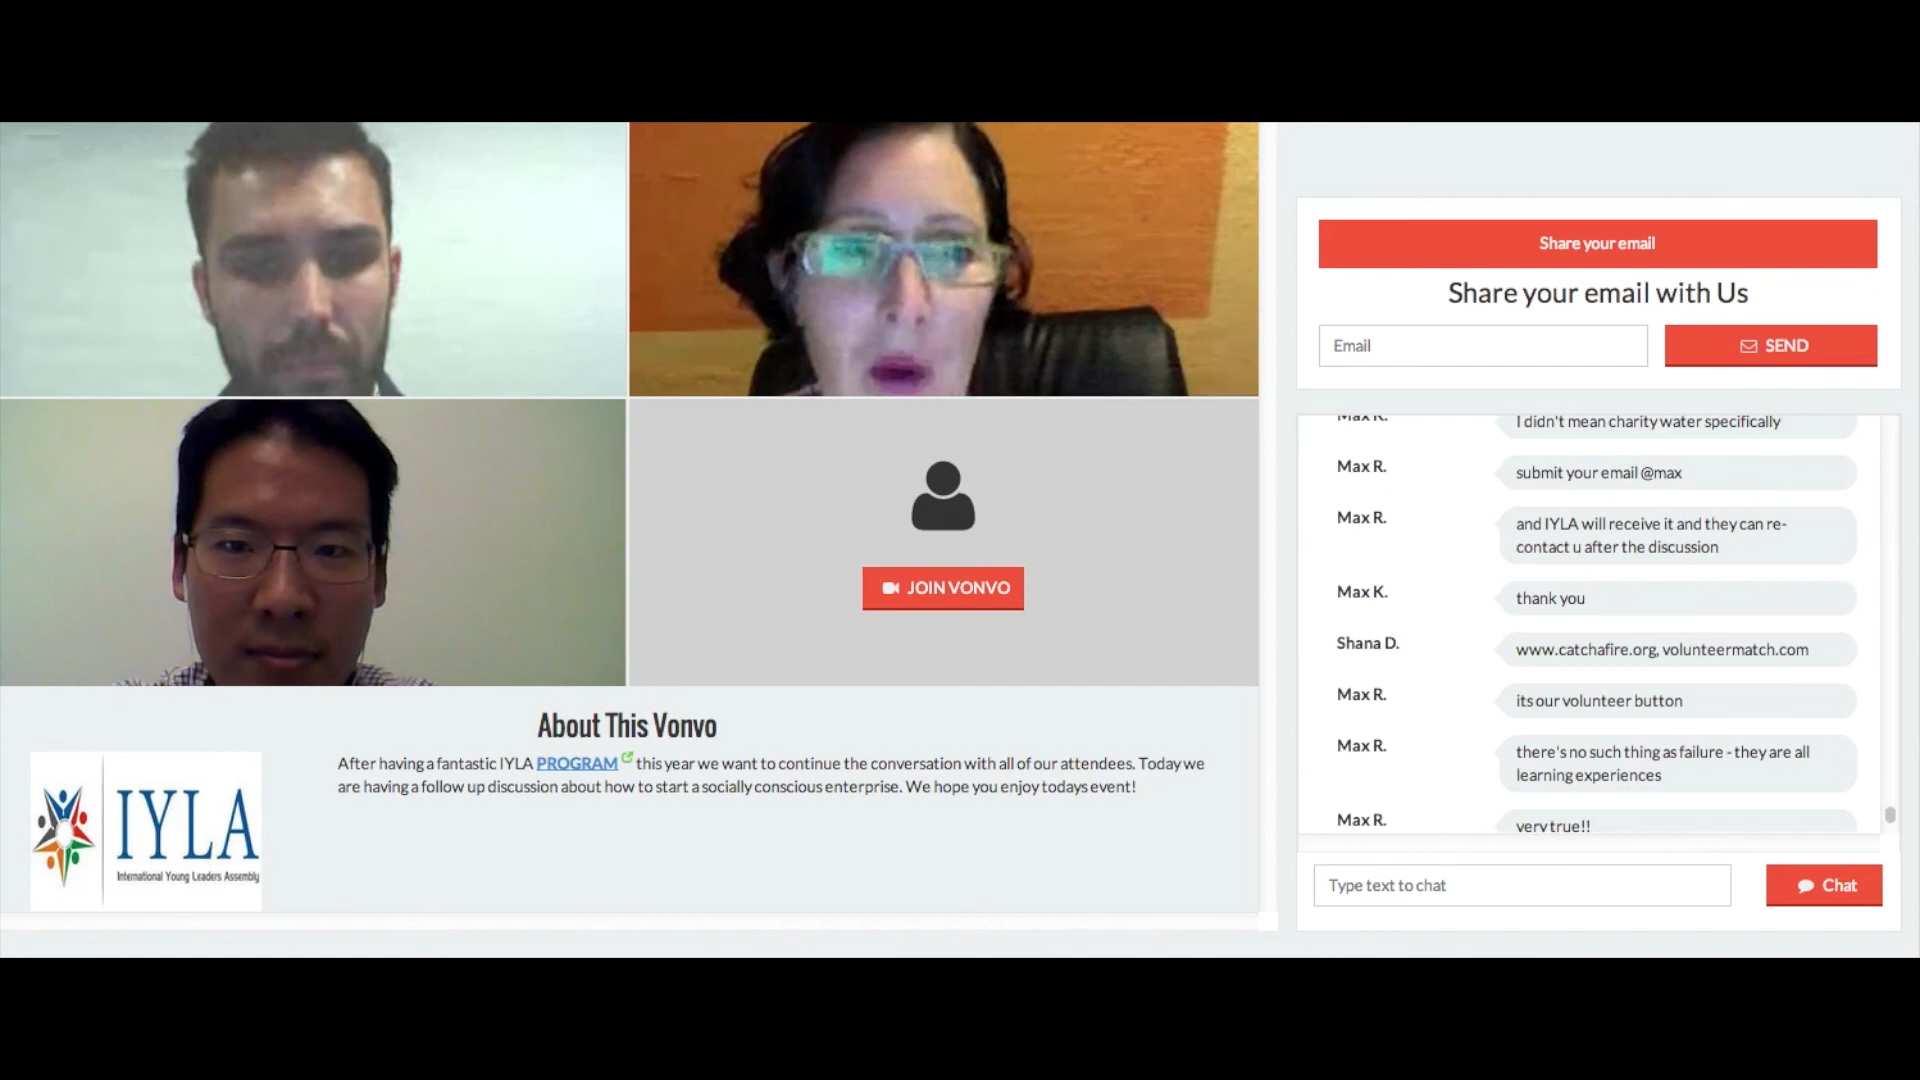 JOIN VONVO
About This Vonvo
After having a fantastic IYLA PROGRAM this year we want to continue the conversation with all of our attendees. Today we
are having a follow up discussion about how to start a socially conscious enterprise. We hope you enjoy todays event!
IYLA
International Young Leaders Assembly
Share your email
Share your email with Us
Email
SEND
Max K.
I didn't mean charity water specifically
Max R.
submit your email @max
Max R.
and IYLA will receive it and they can re-
contact u after the discussion
Max K.
thank you
Shana D.
www.catchafire.org, volunteermatch.com
Max R.
its our volunteer button
Max R.
there's no such thing as failure - they are all
learning experiences
Max R.
very true!!
Type text to chat
Chat